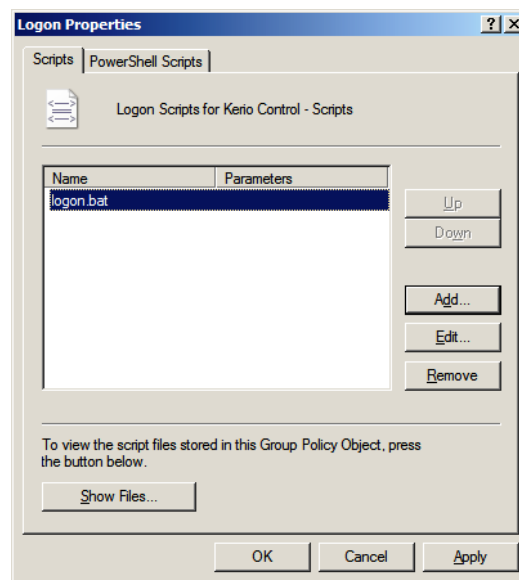 Logon Properties
Scripts
PowerShell Scripts
Logon Scripts for Kerio Control - Scripts
Name
Parameters
logon.bat
Up
Down
Add...
Edit...
Remove
To view the script files stored in this Group Policy Object, press
the button below.
Show Files...
OK
Cancel
Apply